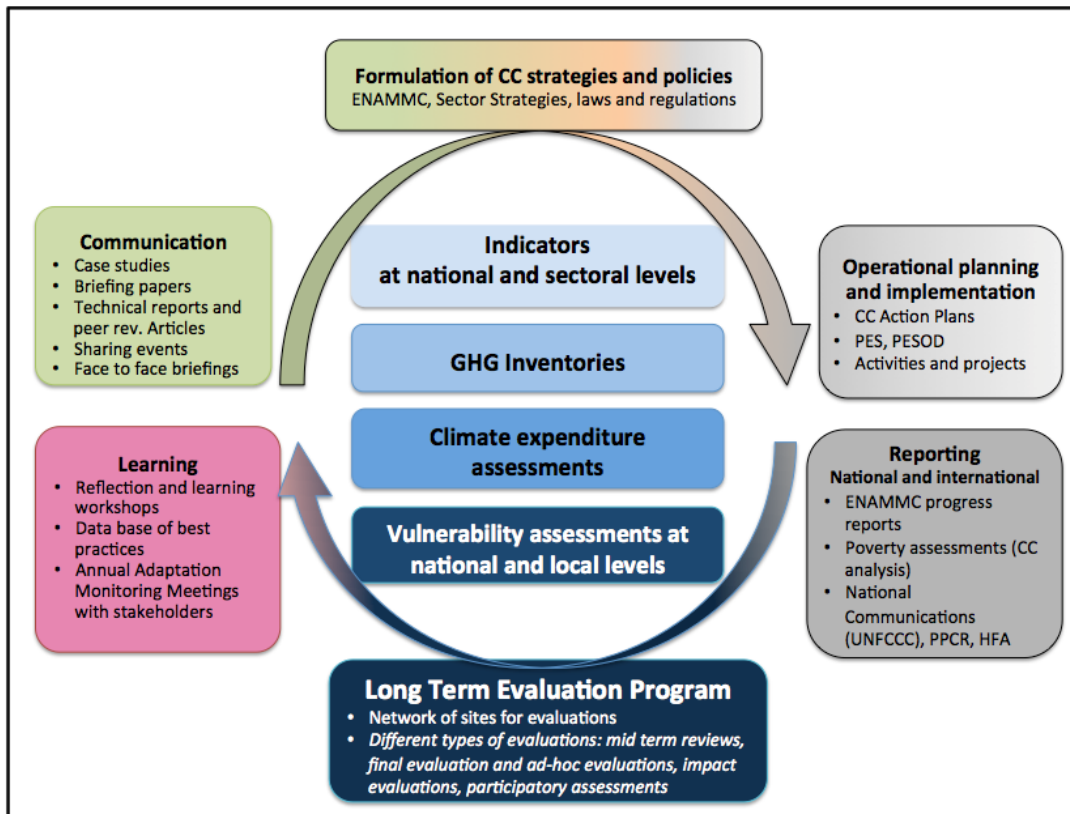 Formulation of CC strategies and policies
ENAMMC, Sector Strategies, laws and regulations
Communication
• Case studies
• Briefing papers
• Technical reports and
peer rev. Articles
• Sharing events
• Face to face briefings
Indicators
at national and sectoral levels
GHG Inventories
Climate expenditure
assessments
Vulnerability assessments at
national and local levels
Operational planning
and implementation
• CC Action Plans
• PES, PESOD
• Activities and projects
Learning
• Reflection and learning
workshops
• Data base of best
practices
• Annual Adaptation
Monitoring Meetings
with stakeholders
Reporting
National and international
• ENAMMC progress
reports
• Poverty assessments (CC
analysis)
• National
Communications
(UNFCCC), PPCR, HFA
Long Term Evaluation Program
• Network of sites for evaluations
• Different types of evaluations: mid term reviews,
final evaluation and ad-hoc evaluations, impact
evaluations, participatory assessments